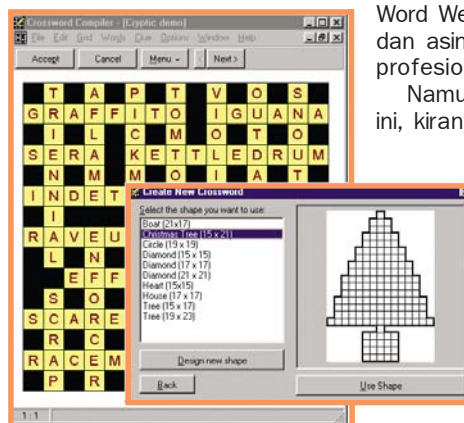 Crossword Compiler - [Cryptic demo]
File Edit Grid Words Clue Options Window Help
Accept Cancel Menu Next >
T A P T V O S
G R A F F I T O I G U A N A
I L C M O T O
S E R A K E T T L E D R U M
N M M O I A T
I N D E T
I
R A V E U
L N
E F F
S O
S C A R E
R C
R A C E M
P R
1:1
Create New Crossword
Select the shape you want to use:
Boat (21x17)
Christmas Tree (15 x 21)
Circle (19 x 19)
Diamond (15 x 15)
Diamond (17 x 17)
Diamond (21 x 21)
Heart (15x15)
House (17 x 17)
Tree (15 x 17)
Tree (19 x 23)
Design new shape
Back
Use Shape
Word We
dan asin
profesio
Namu
ini, kiran